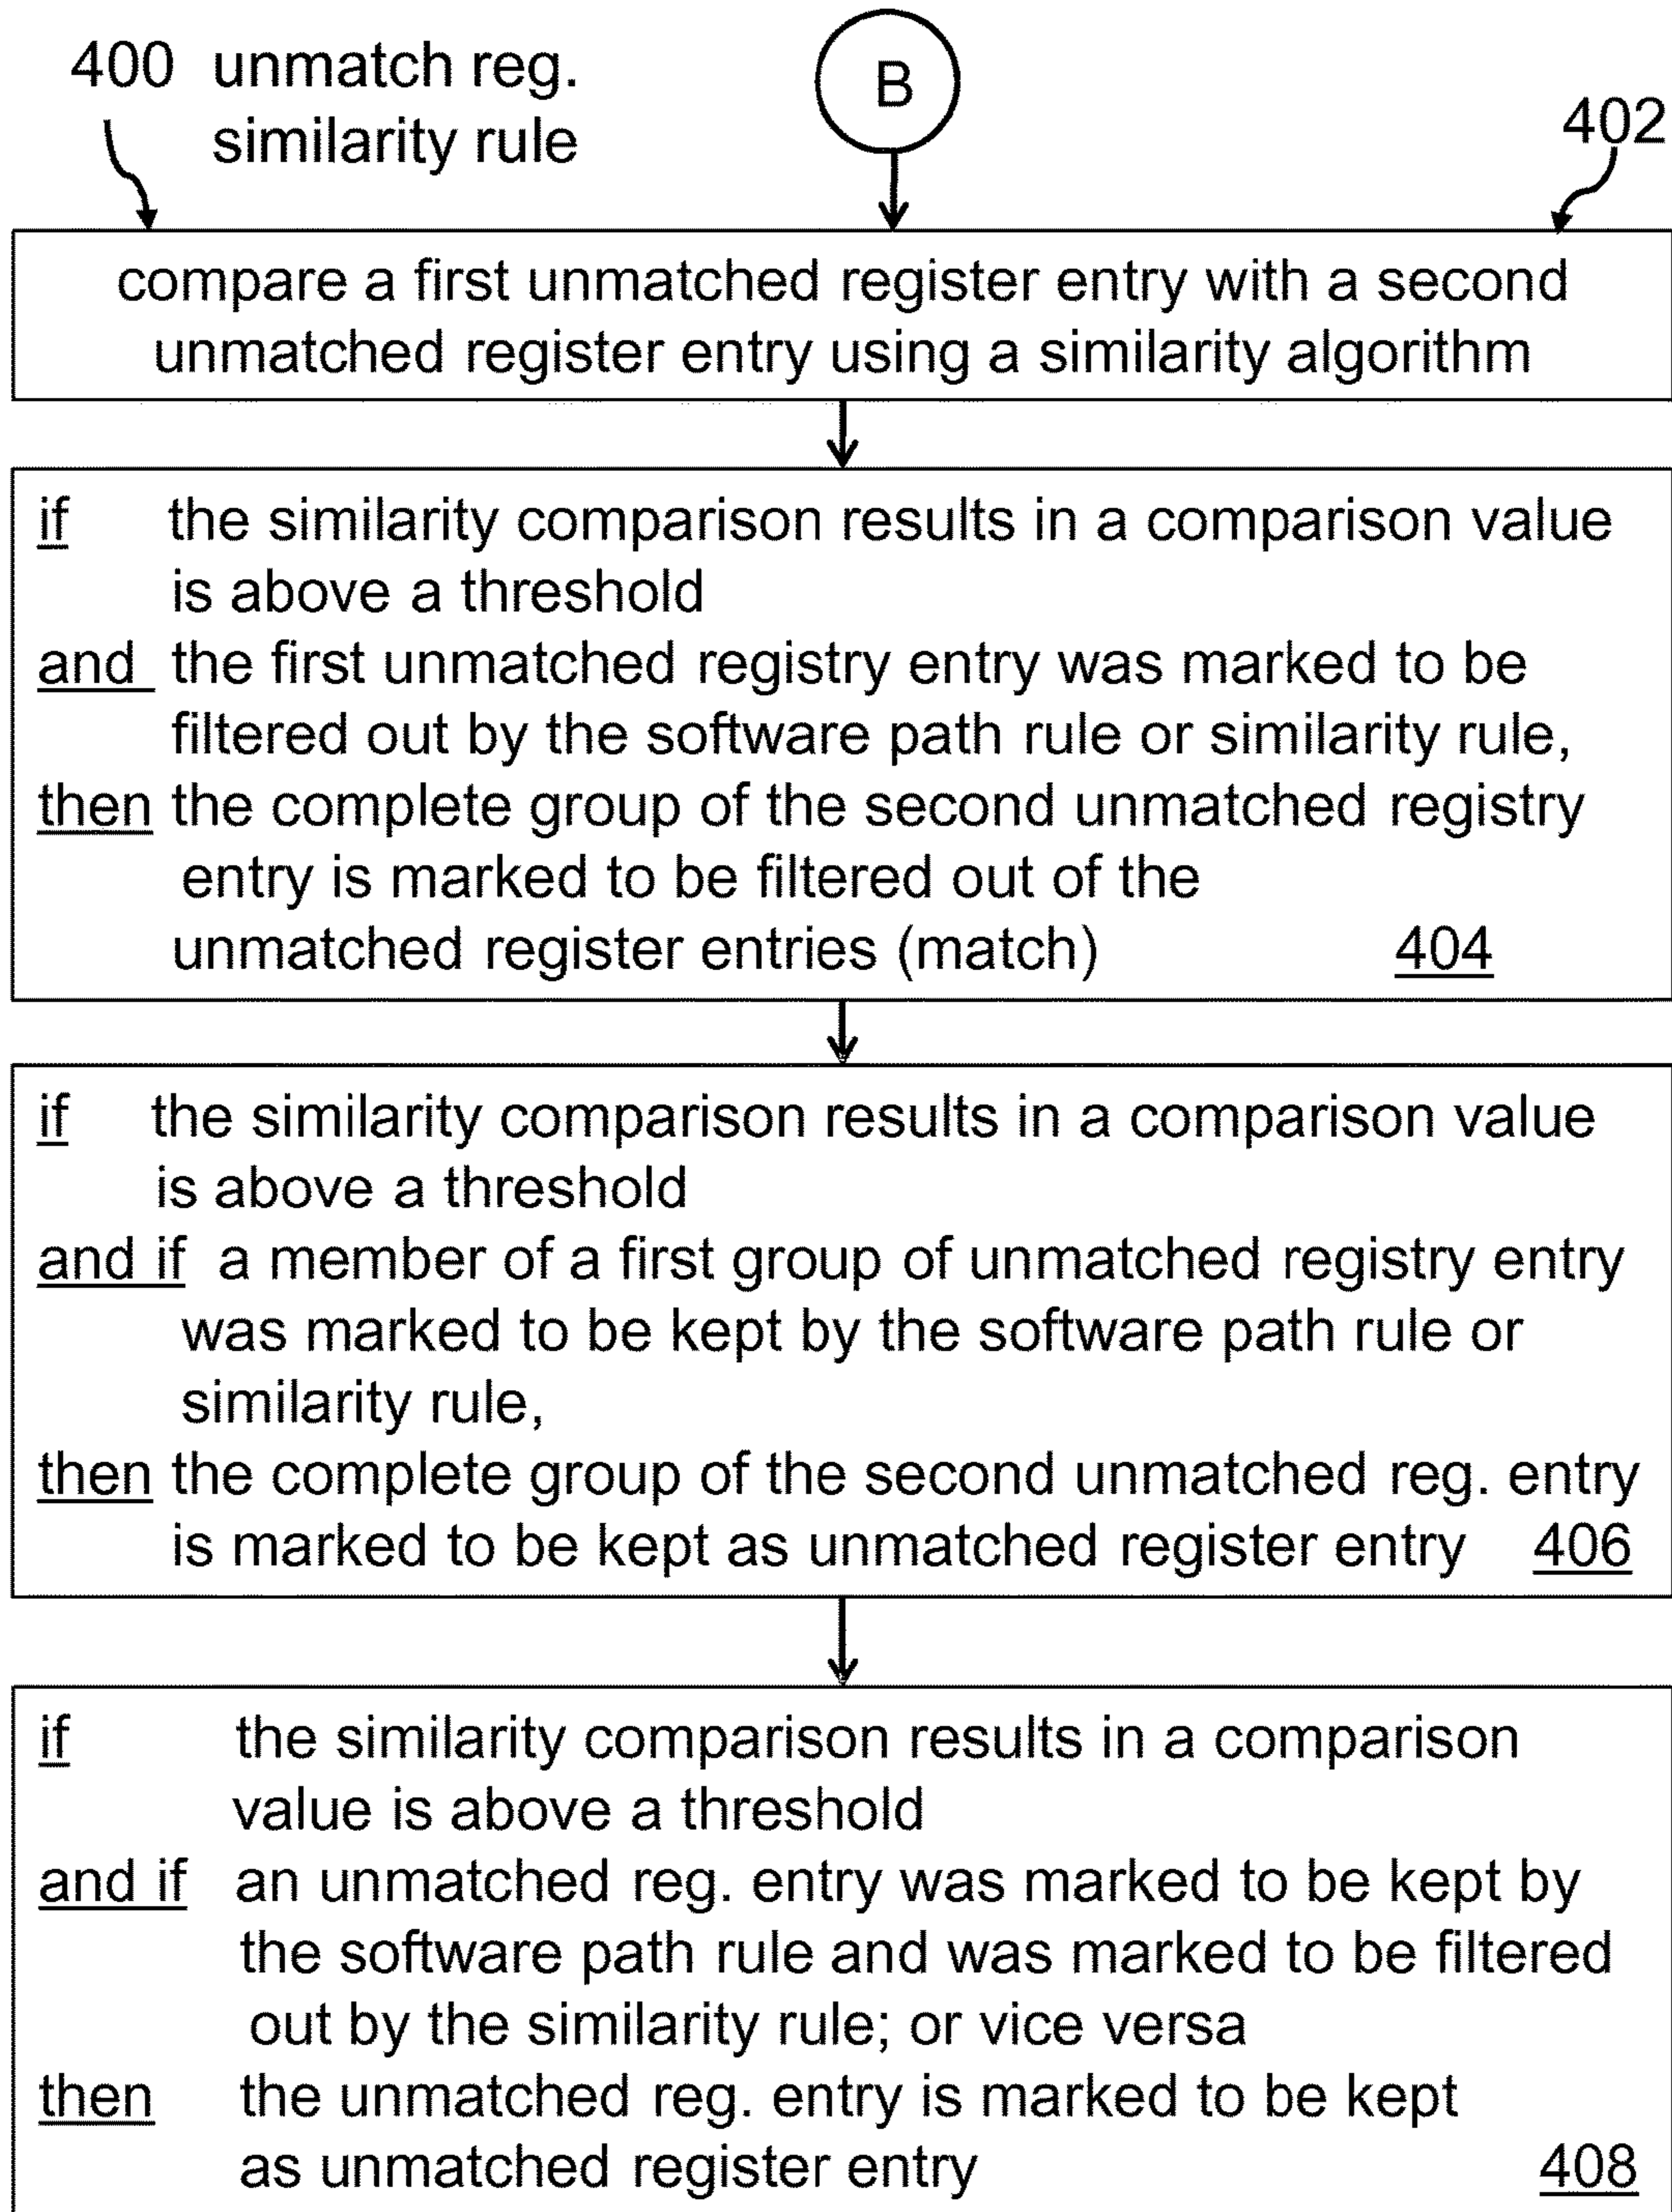 400 unmatch reg.
similarity rule
B
402
compare a first unmatched register entry with a second
unmatched register entry using a similarity algorithm
if the similarity comparison results in a comparison value
is above a threshold
and the first unmatched registry entry was marked to be
filtered out by the software path rule or similarity rule,
then the complete group of the second unmatched registry
entry is marked to be filtered out of the
unmatched register entries (match) 404
if the similarity comparison results in a comparison value
is above a threshold
and if a member of a first group of unmatched registry entry
was marked to be kept by the software path rule or
similarity rule,
then the complete group of the second unmatched reg. entry
is marked to be kept as unmatched register entry 406
if the similarity comparison results in a comparison
value is above a threshold
and if an unmatched reg. entry was marked to be kept by
the software path rule and was marked to be filtered
out by the similarity rule; or vice versa
then the unmatched reg. entry is marked to be kept
as unmatched register entry 408